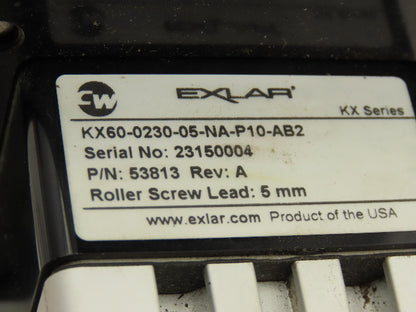 CW EXLAR®
KX Series
KX60-0230-05-NA-P10-AB2
Serial No: 23150004
P/N: 53813 Rev: A
Roller Screw Lead: 5 mm
www.exlar.com Product of the USA